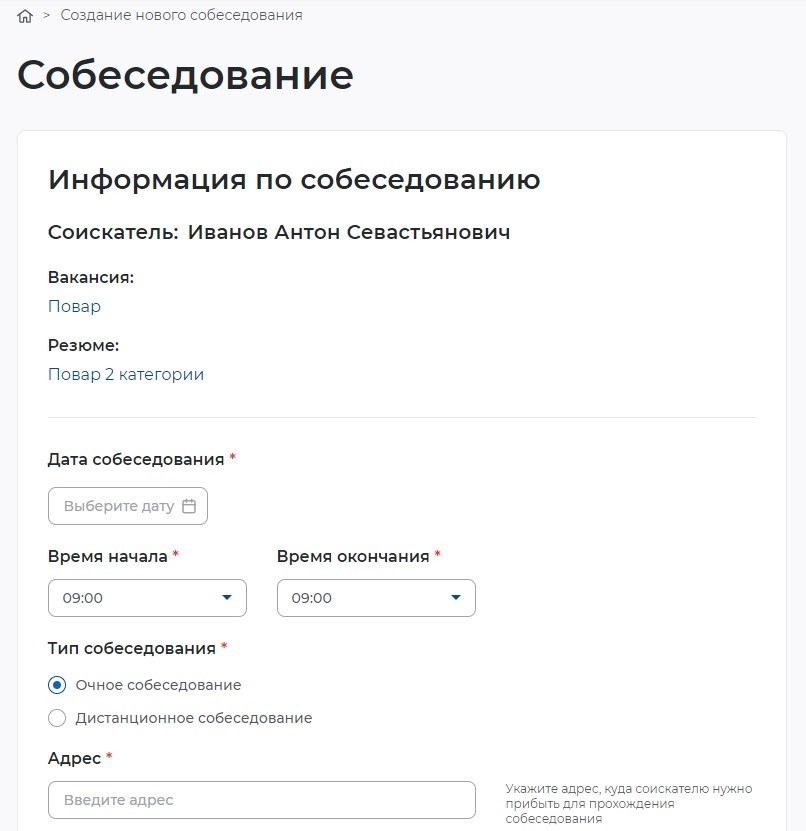 > Создание нового собеседования
Собеседование
Информация по собеседованию
Соискатель: Иванов Антон Севастьянович
Вакансия:
Повар
Резюме:
Повар 2 категории
Дата собеседования *
Выберите дату
Время начала * Время окончания *
09:00 09:00
Тип собеседования *
Очное собеседование
Дистанционное собеседование
Адрес *
Введите адрес
Укажите адрес, куда соискателю нужно
прибыть для прохождения
собеседования